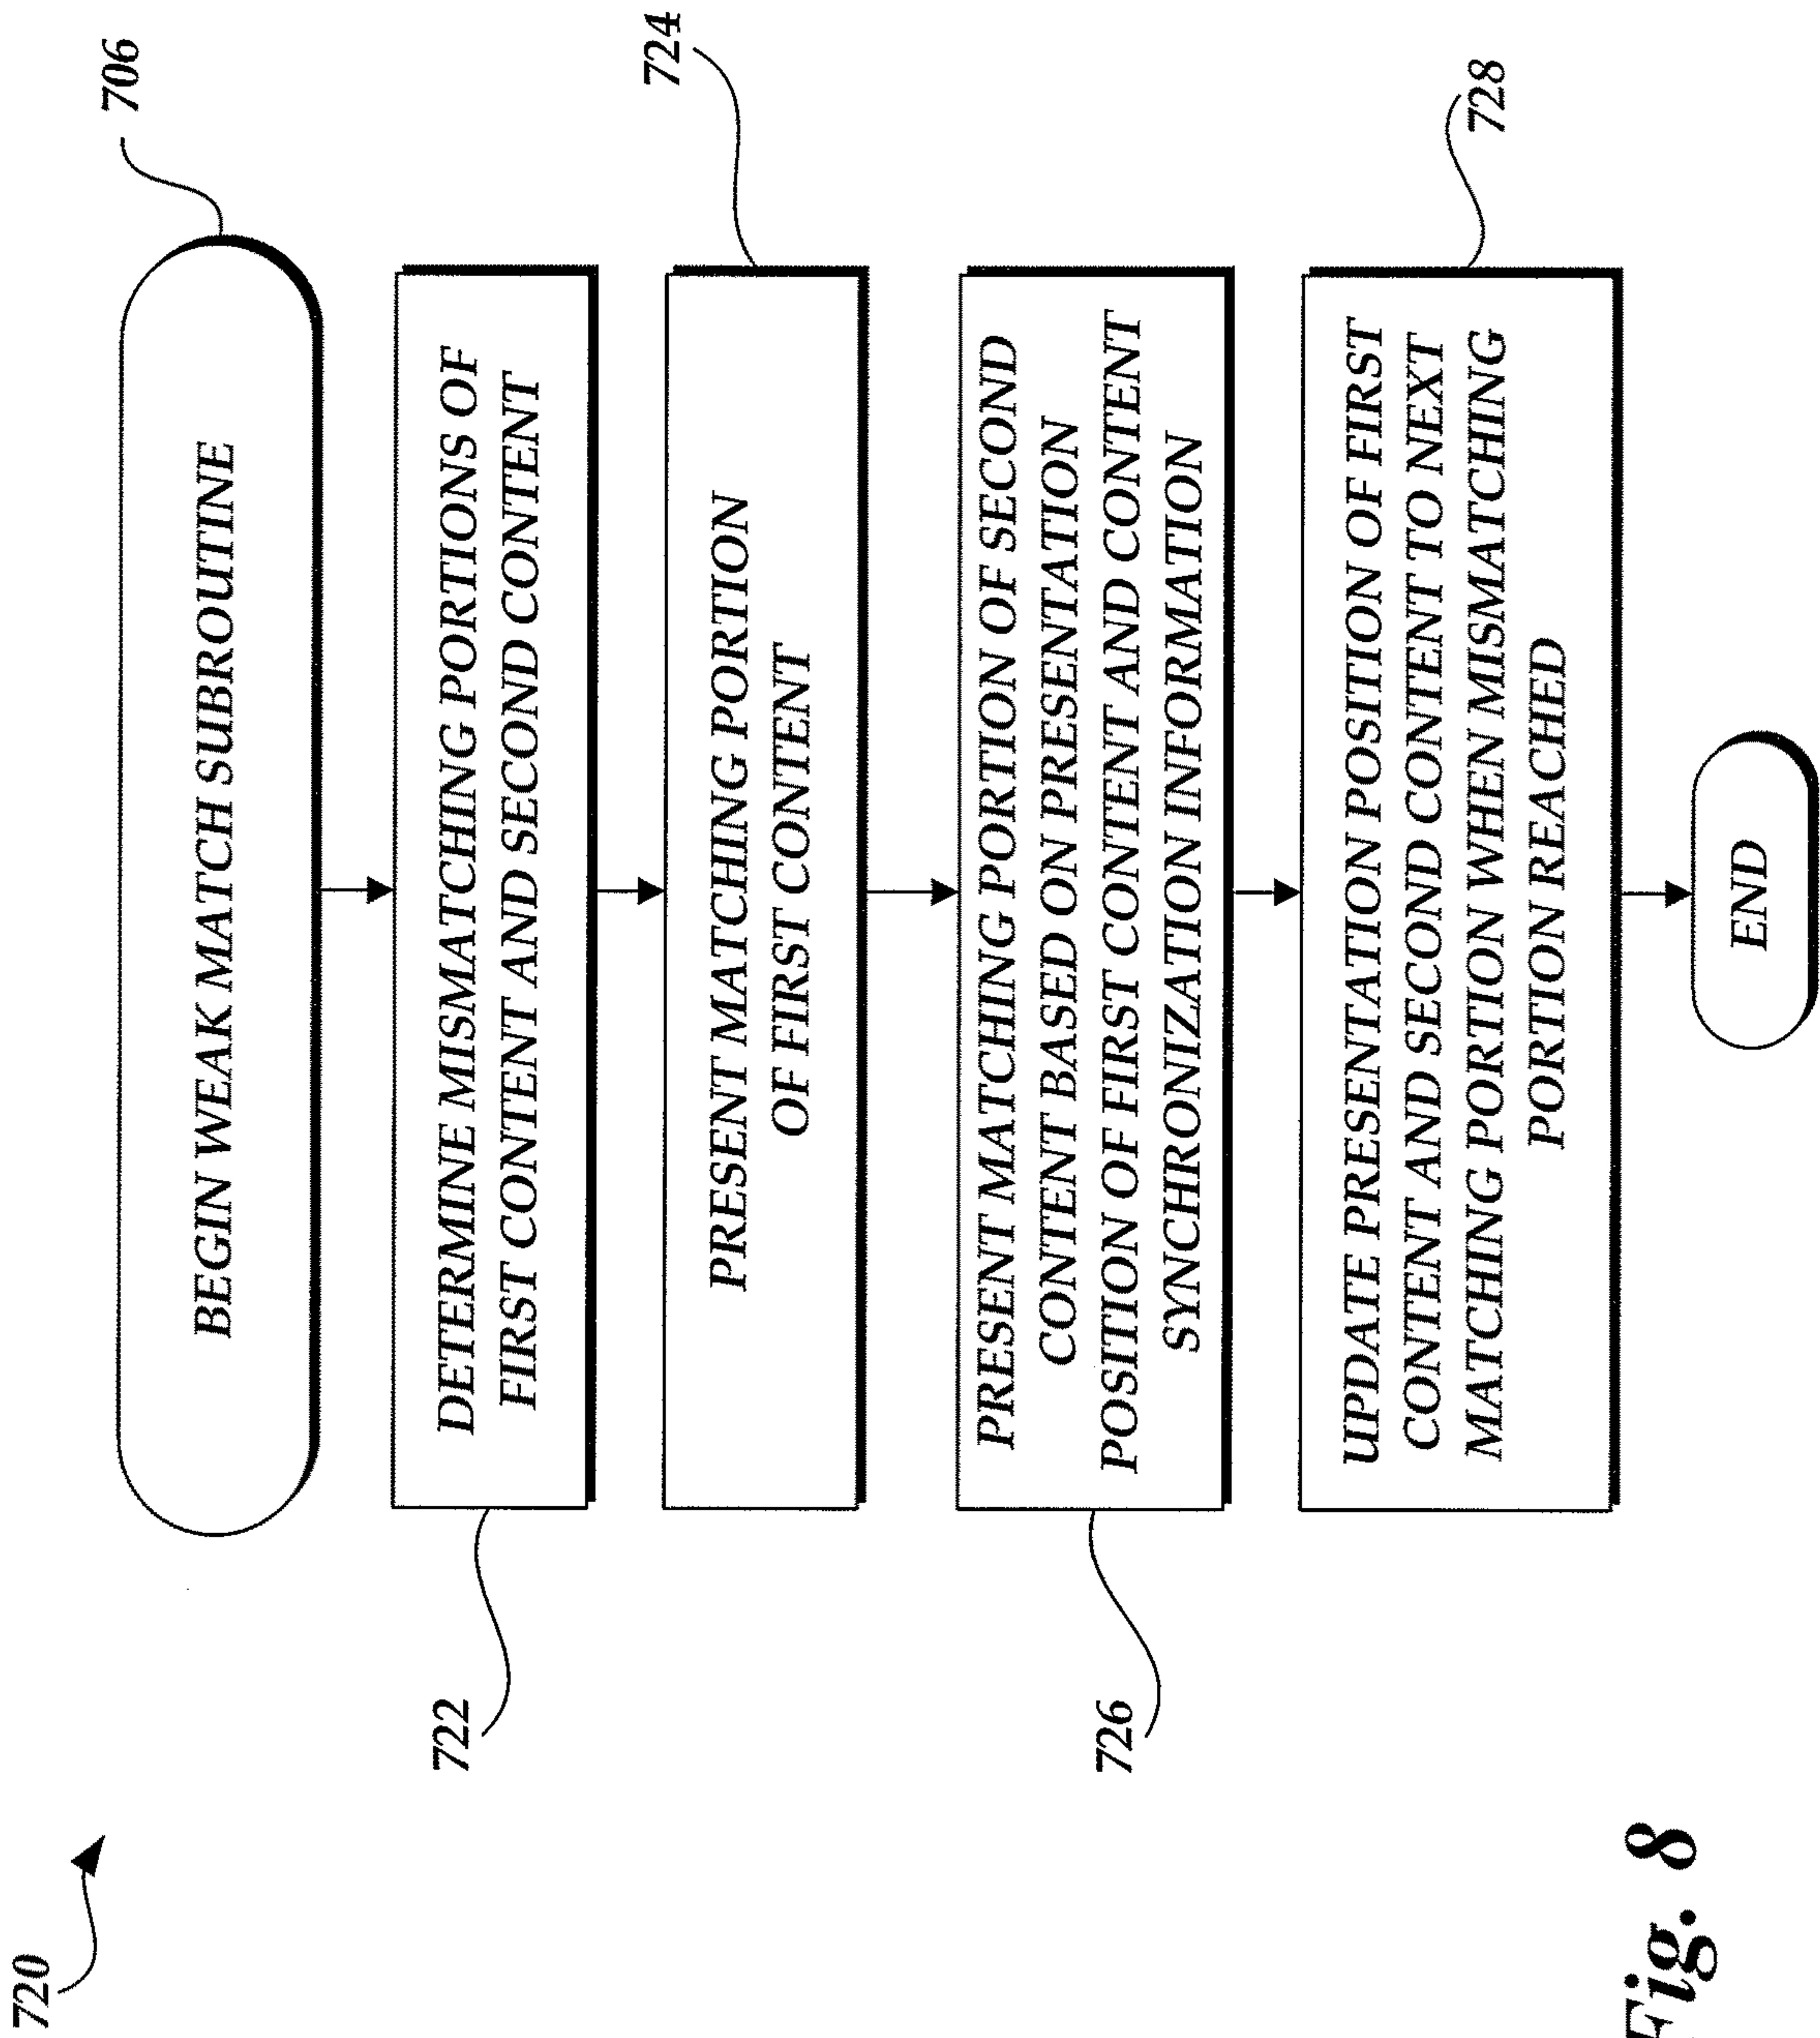 720
706
BEGIN WEAK MATCH SUBROUTINE
722
DETERMINE MISMATCHING PORTIONS OF
FIRST CONTENT AND SECOND CONTENT
724
PRESENT MATCHING PORTION
OF FIRST CONTENT
726
PRESENT MATCHING PORTION OF SECOND
CONTENT BASED ON PRESENTATION
POSITION OF FIRST CONTENT AND CONTENT
SYNCHRONIZATION INFORMATION
728
UPDATE PRESENTATION POSITION OF FIRST
CONTENT AND SECOND CONTENT TO NEXT
MATCHING PORTION WHEN MISMATCHING
PORTION REACHED
END
Fig. 8